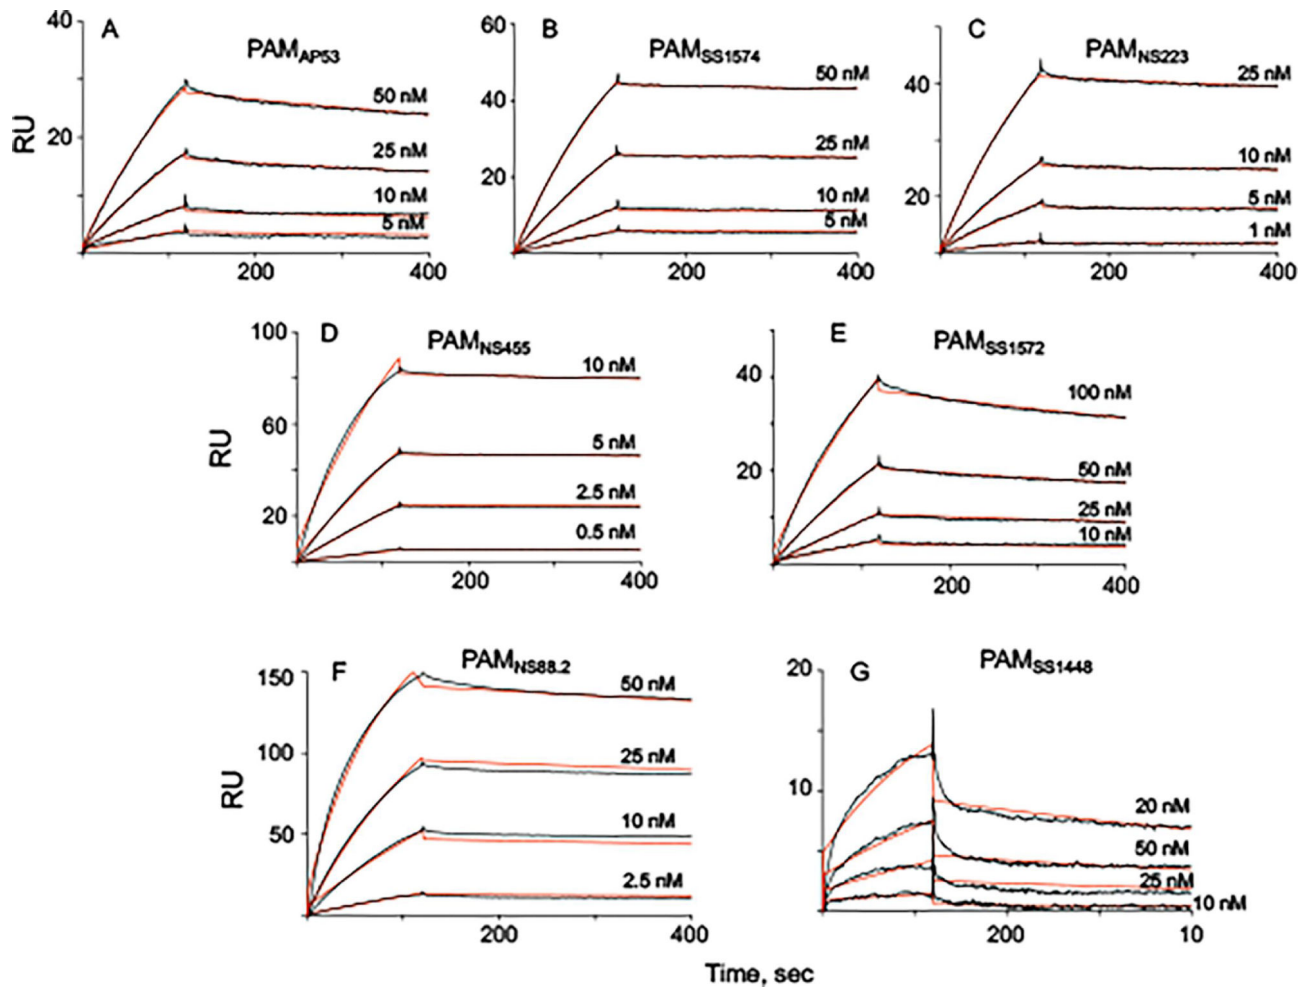 A
PAMAP53
40
20
RU
50 nM
25 nM
10 nM
5 nM
200
400
B
PAMSS1574
60
40
20
50 nM
25 nM
10 nM
5 nM
200
400
C
PAMNS223
40
20
25 nM
10 nM
5 nM
1 nM
200
400
D
PAMNS455
100
60
20
RU
10 nM
5 nM
2.5 nM
0.5 nM
200
400
E
PAMSS1572
40
20
100 nM
50 nM
25 nM
10 nM
200
400
F
PAMNS88.2
150
100
50
RU
50 nM
25 nM
10 nM
2.5 nM
200
400
G
PAMSS1448
20
10
20 nM
50 nM
25 nM
10 nM
200
10
Time, sec